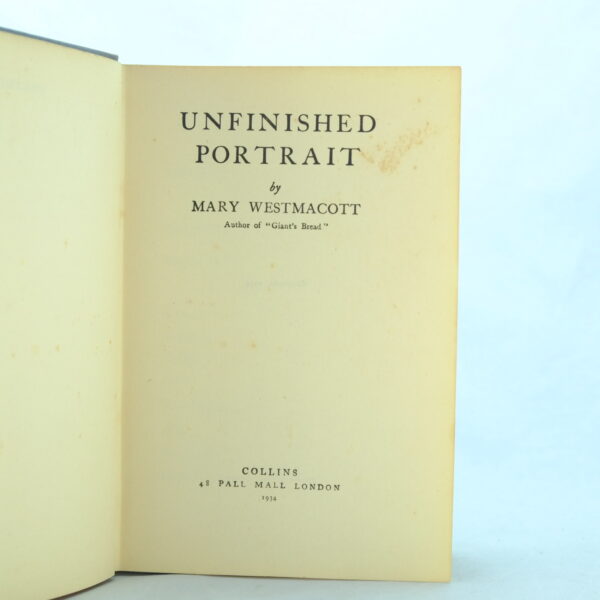 UNFINISHED
PORTRAIT
by
MARY WESTMACOTT
Author of "Giant's Bread"
COLLINS
48 PALL MALL LONDON
1934